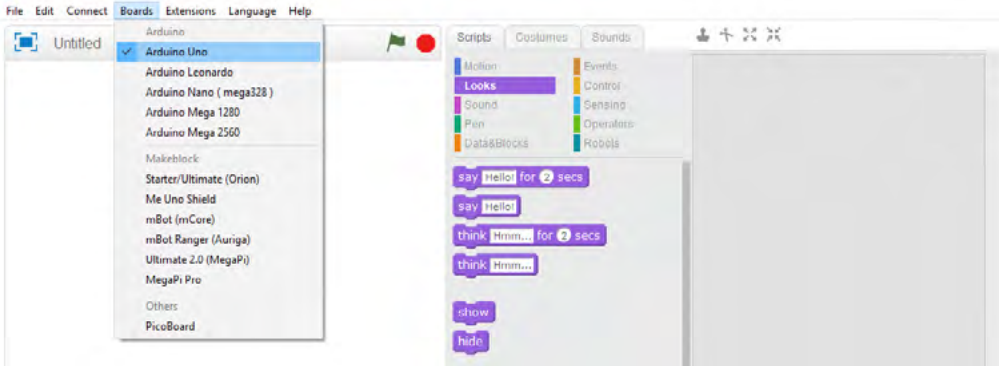 File Edit Connect Boards Extensions Language Help
Untitled
Arduino
Arduino Uno
Arduino Leonardo
Arduino Nano ( mega328 )
Arduino Mega 1280
Arduino Mega 2560
Makeblock
Starter/Ultimate (Orion)
Me Uno Shield
mBot (mCore)
mBot Ranger (Auriga)
Ultimate 2.0 (MegaPi)
MegaPi Pro
Others
PicoBoard
Scripts Costumes Sounds
Motion Events
Looks Control
Sound Sensing
Pen Operators
Data&Blocks Robots
say Hello! for 2 secs
say Hello!
think Hmm... for 2 secs
think Hmm...
show
hide